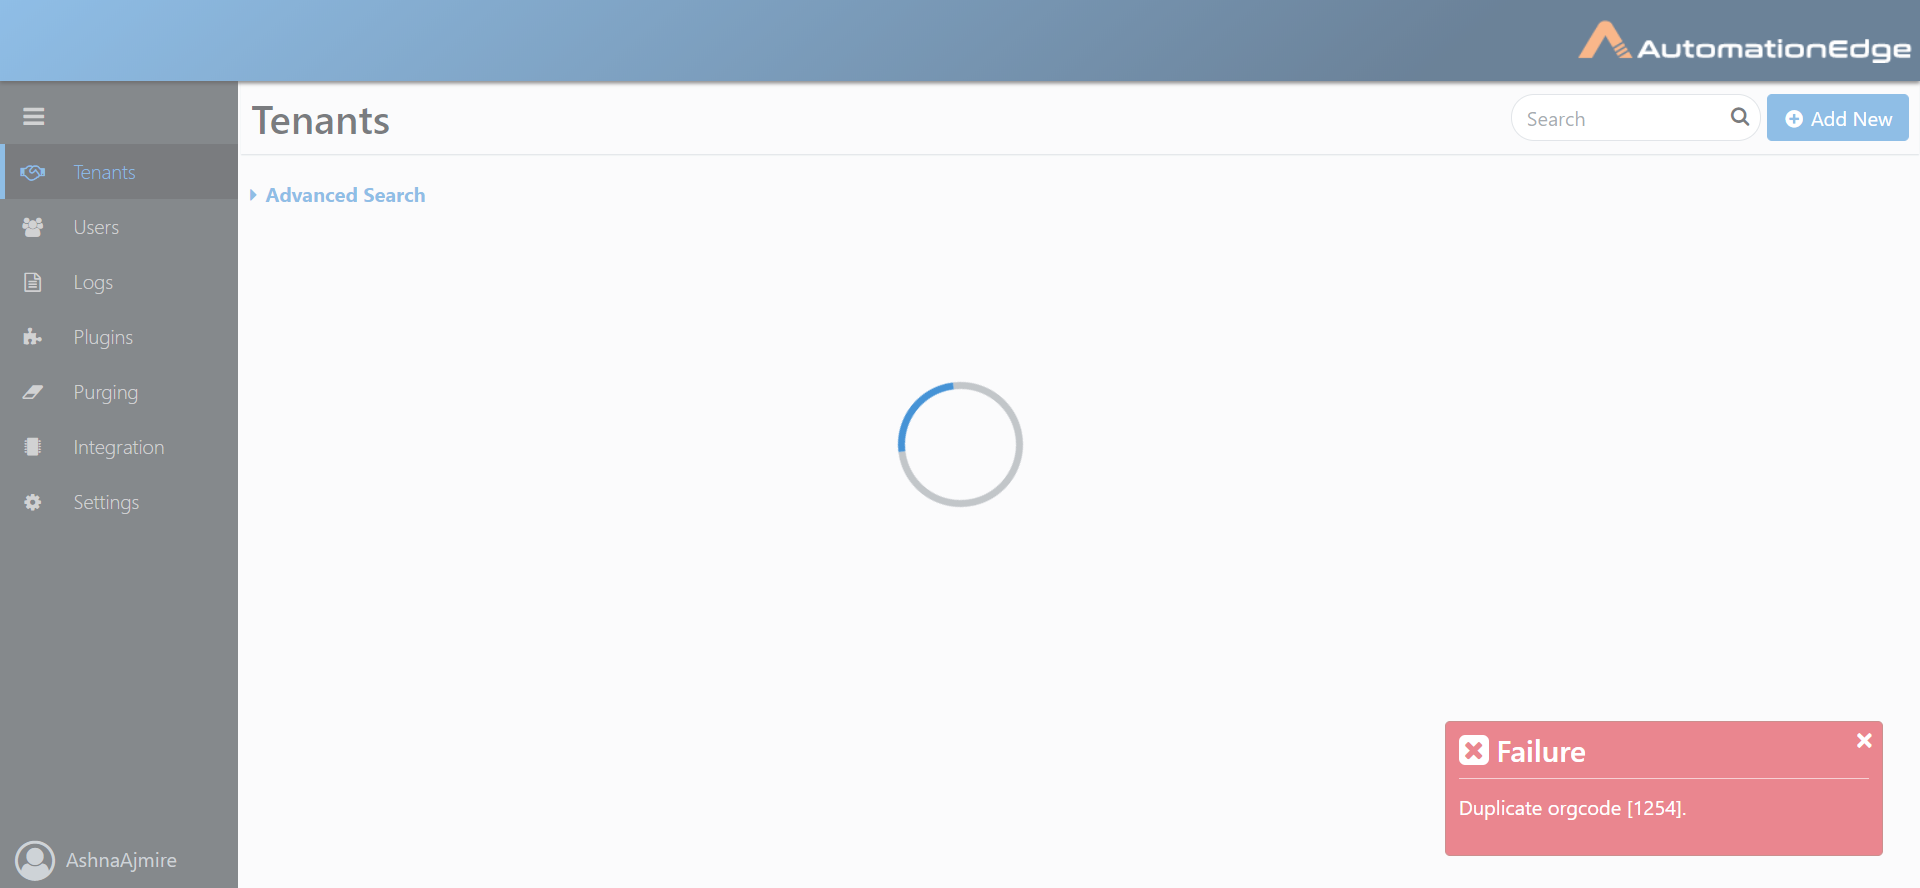 AutomationEdge
Tenants
Search
Add New
Tenants
Advanced Search
Users
Logs
Plugins
Purging
Integration
Settings
Failure
Duplicate orgcode [1254].
AshnaAjmire